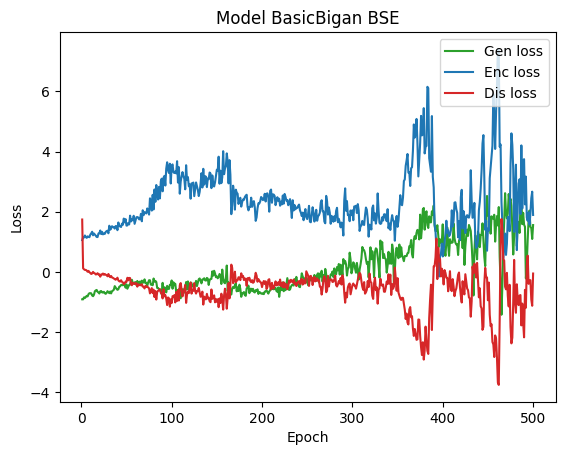 Model BasicBigan BSE
Gen loss
Enc loss
Dis loss
Loss
6
4
2
0
−2
−4
0
100
200
300
400
500
Epoch